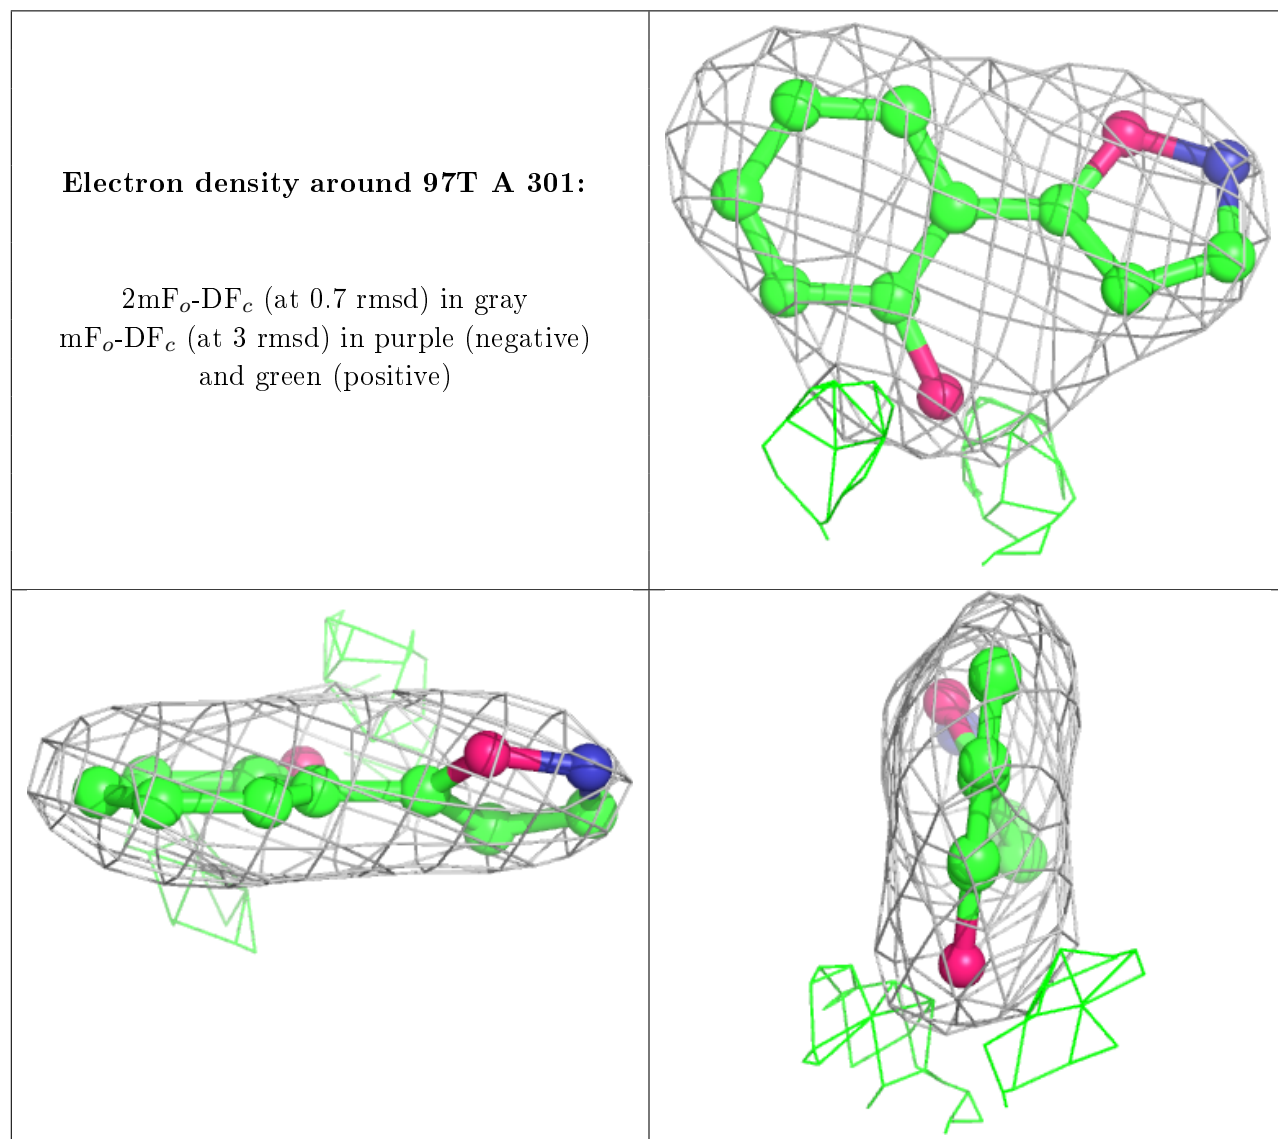 Electron density around 97T A 301:
2mFₒ-DF𝒸 (at 0.7 rmsd) in gray
mFₒ-DF𝒸 (at 3 rmsd) in purple (negative)
and green (positive)